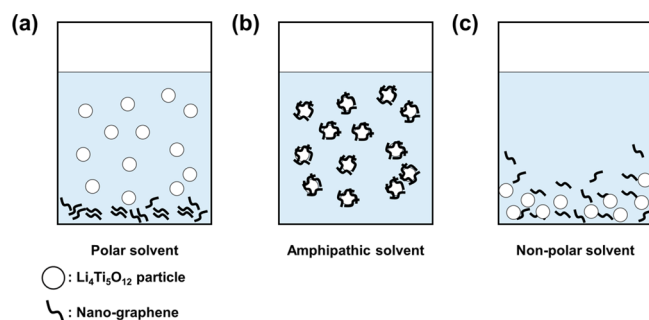 (a) (b) (c)
Polar solvent Amphipathic solvent Non-polar solvent
: Li4Ti5O12 particle
: Nano-graphene